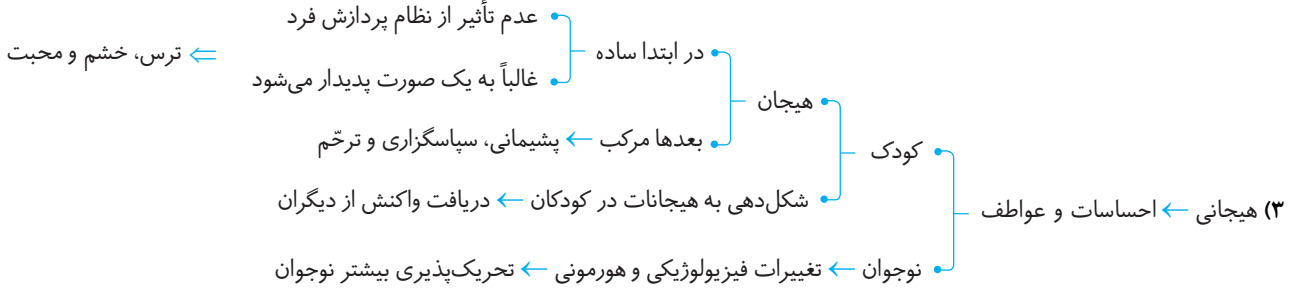 ۳) هیجانی ← احساسات و عواطف
کودک
هیجان
در ابتدا ساده
عدم تأثیر از نظام پردازش فرد
غالباً به یک صورت پدیدار می‌شود
⇐ ترس، خشم و محبت
بعدها مرکب ← پشیمانی، سپاسگزاری و ترحّم
شکل‌دهی به هیجانات در کودکان ← دریافت واکنش از دیگران
نوجوان ← تغییرات فیزیولوژیکی و هورمونی ← تحریک‌پذیری بیشتر نوجوان